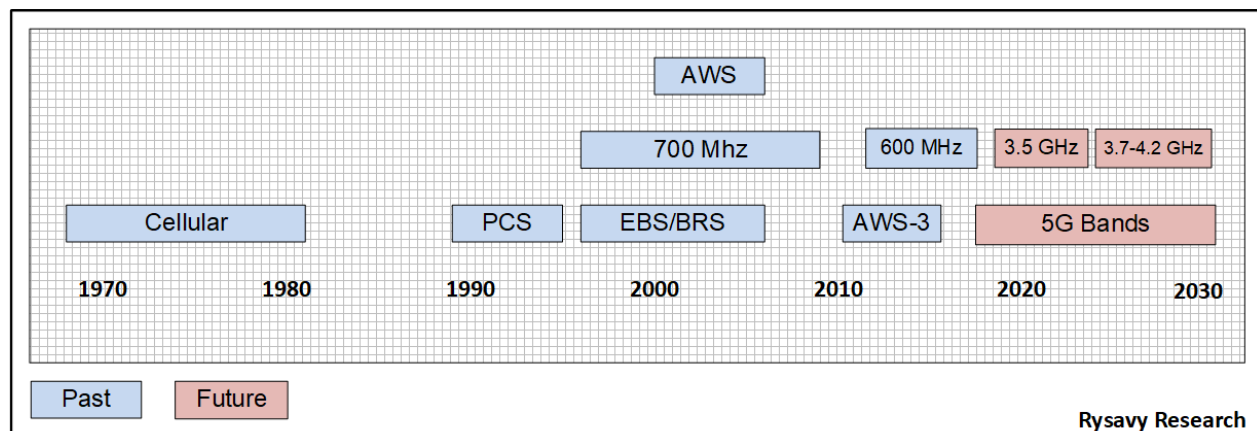 AWS
700 Mhz
600 MHz
3.5 GHz
3.7-4.2 GHz
Cellular
PCS
EBS/BRS
AWS-3
5G Bands
1970
1980
1990
2000
2010
2020
2030
Past
Future
Rysavy Research